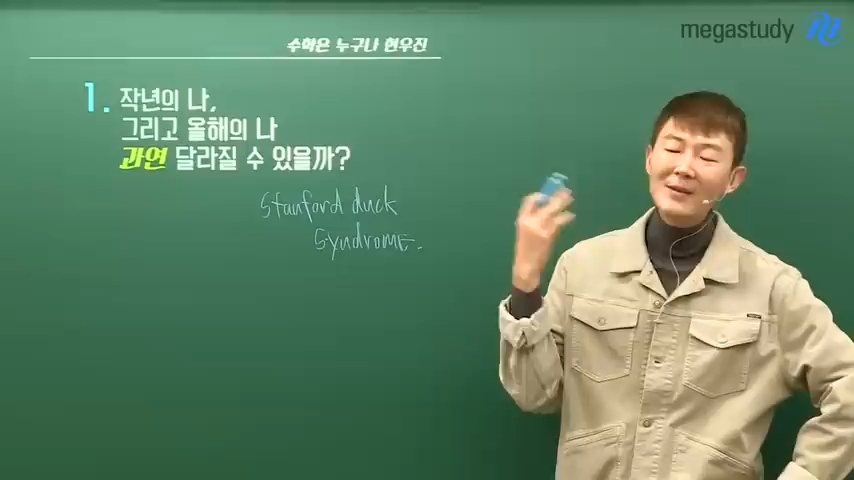 megastudy
수학은 누구나 현우진
1. 작년의 나,
그리고 올해의 나
과연 달라질 수 있을까?
Stanford duck
Syndrome.